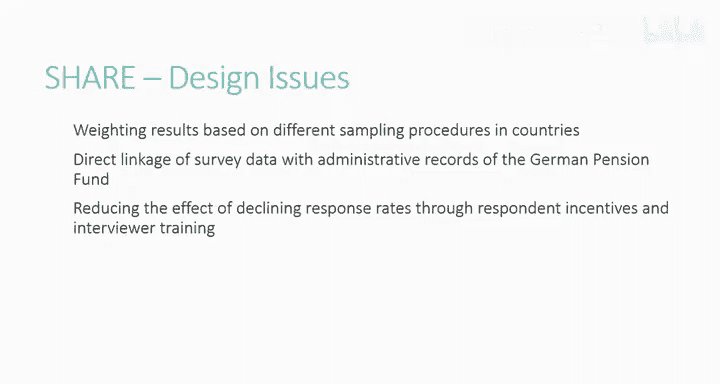 SHARE – Design Issues
Weighting results based on different sampling procedures in countries
Direct linkage of survey data with administrative records of the German Pension
Fund
Reducing the effect of declining response rates through respondent incentives and
interviewer training